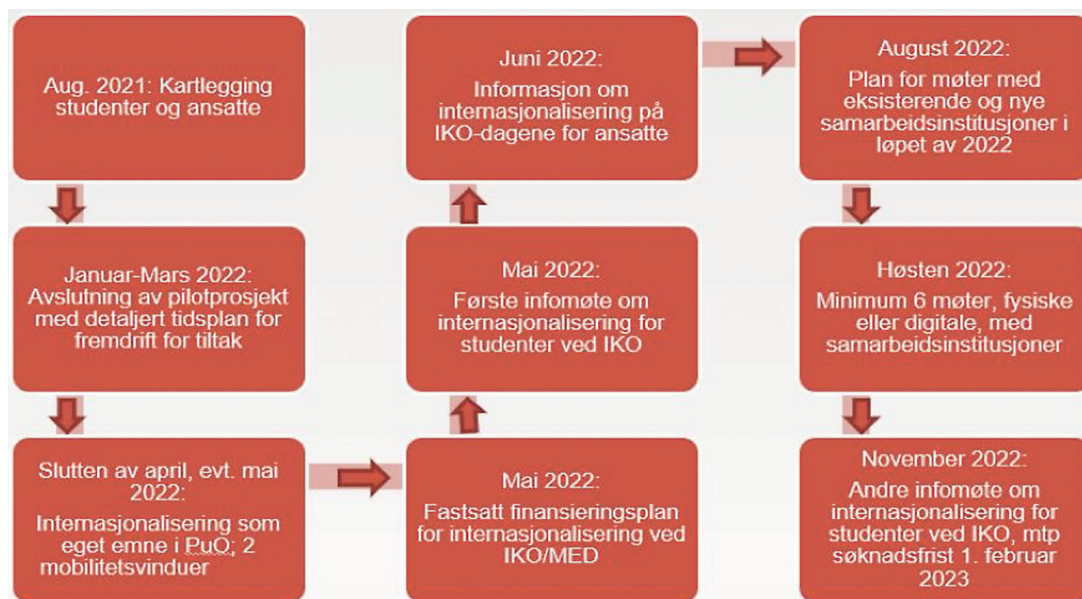 Aug. 2021: Kartlegging
studenter og ansatte
Januar-Mars 2022:
Avslutning av pilotprosjekt
med detaljert tidsplan for
fremdrift for tiltak
Slutten av april, evt. mai
2022:
Internasjonalisering som
eget emne i PuO; 2
mobilitetsvinduer
Mai 2022:
Fastsatt finansieringsplan
for internasjonalisering ved
IKO/MED
Mai 2022:
Første infomøte om
internasjonalisering for
studenter ved IKO
Juni 2022:
Informasjon om
internasjonalisering på
IKO-dagene for ansatte
August 2022:
Plan for møter med
eksisterende og nye
samarbeidsinstitusjoner i
løpet av 2022
Høsten 2022:
Minimum 6 møter, fysiske
eller digitale, med
samarbeidsinstitusjoner
November 2022:
Andre infomøte om
internasjonalisering for
studenter ved IKO, mtp
søknadsfrist 1. februar
2023